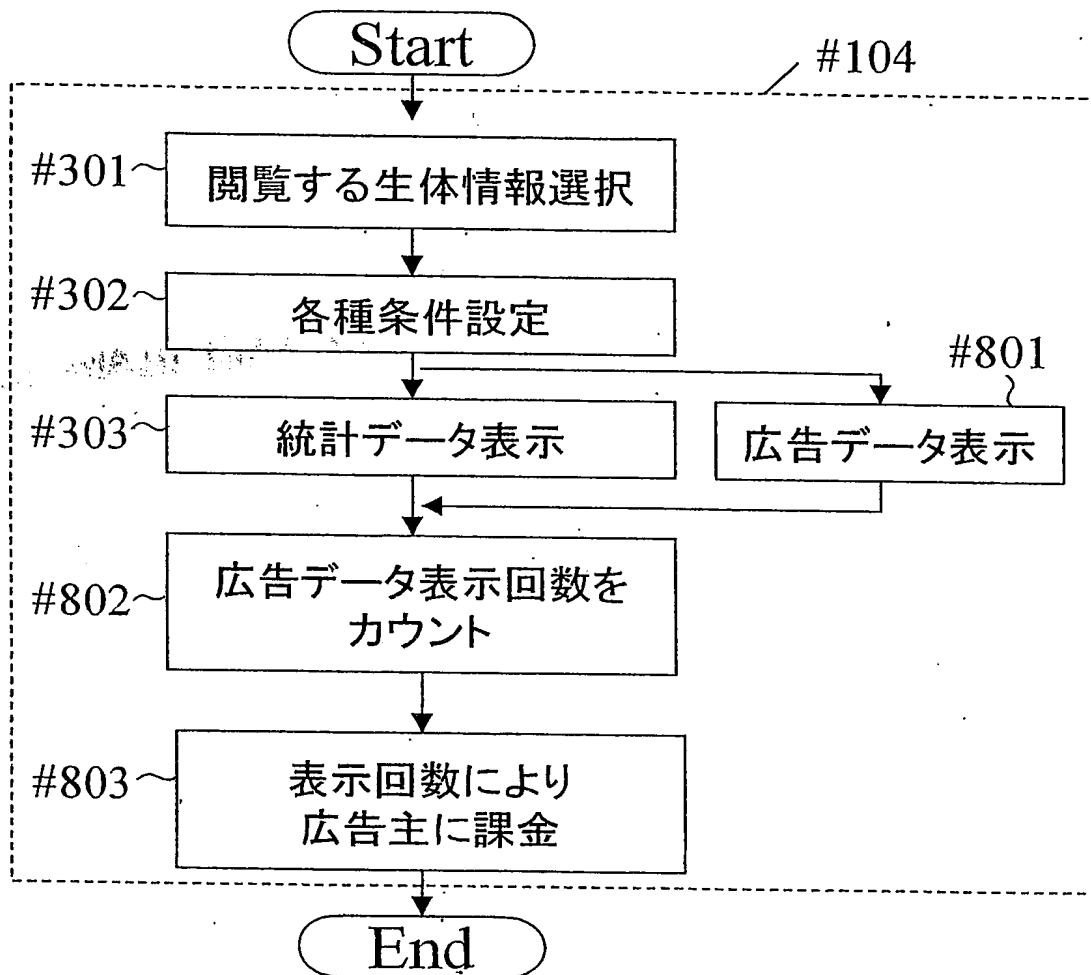 Start
#104
#301
閲覧する生体情報選択
#302
各種条件設定
#801
#303
統計データ表示
広告データ表示
#802
広告データ表示回数を
カウント
#803
表示回数により
広告主に課金
End